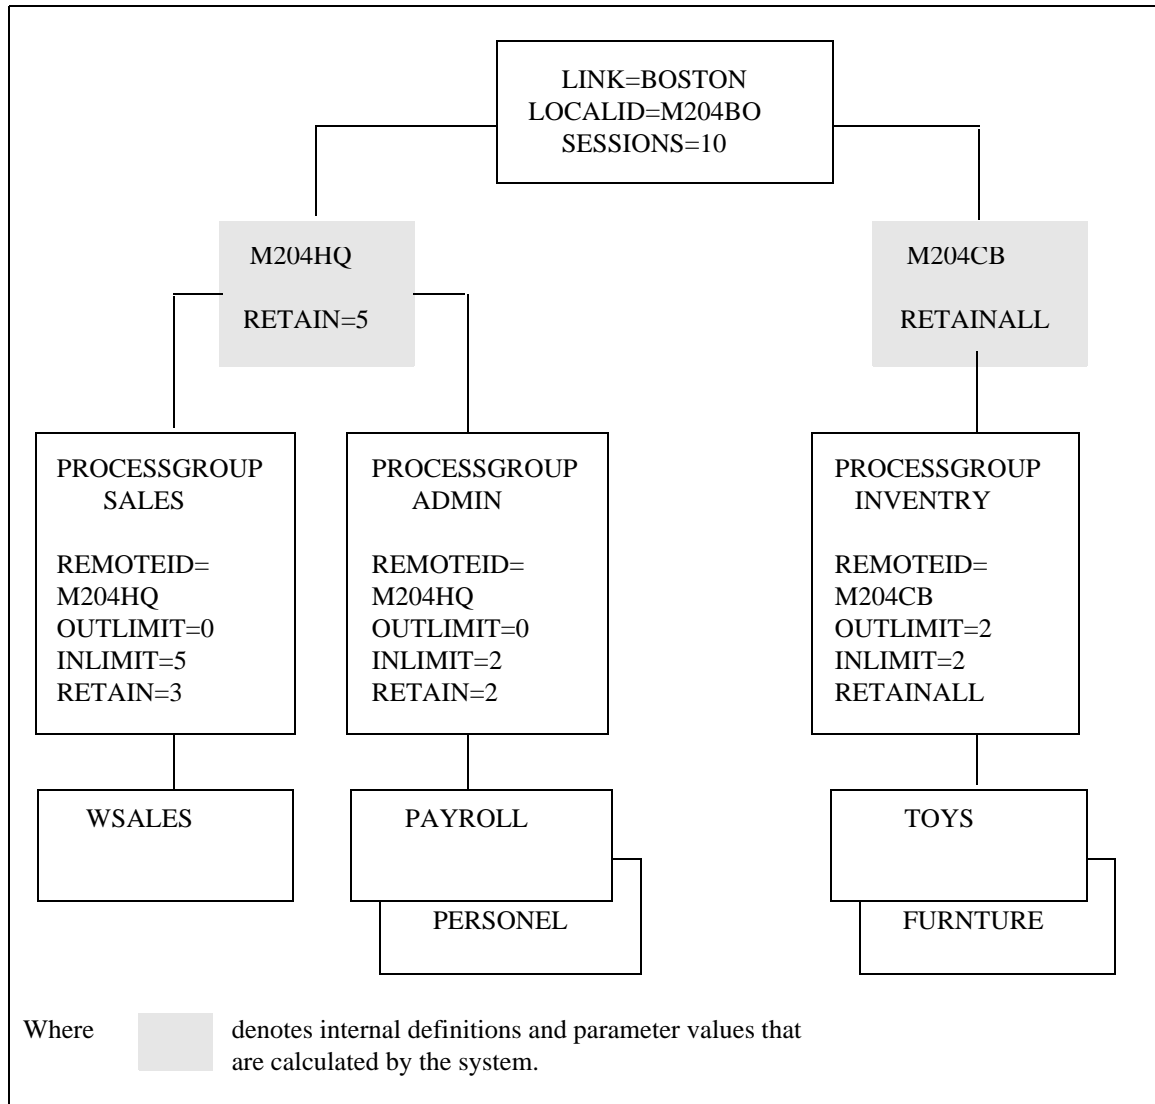 LINK=BOSTON
LOCALID=M204BO
SESSIONS=10
M204HQ
RETAIN=5
M204CB
RETAINALL
PROCESSGROUP
SALES
REMOTEID=
M204HQ
OUTLIMIT=0
INLIMIT=5
RETAIN=3
PROCESSGROUP
ADMIN
REMOTEID=
M204HQ
OUTLIMIT=0
INLIMIT=2
RETAIN=2
PROCESSGROUP
INVENTRY
REMOTEID=
M204CB
OUTLIMIT=2
INLIMIT=2
RETAINALL
WSALES
PAYROLL
PERSONEL
TOYS
FURNTURE
Where denotes internal definitions and parameter values that
are calculated by the system.